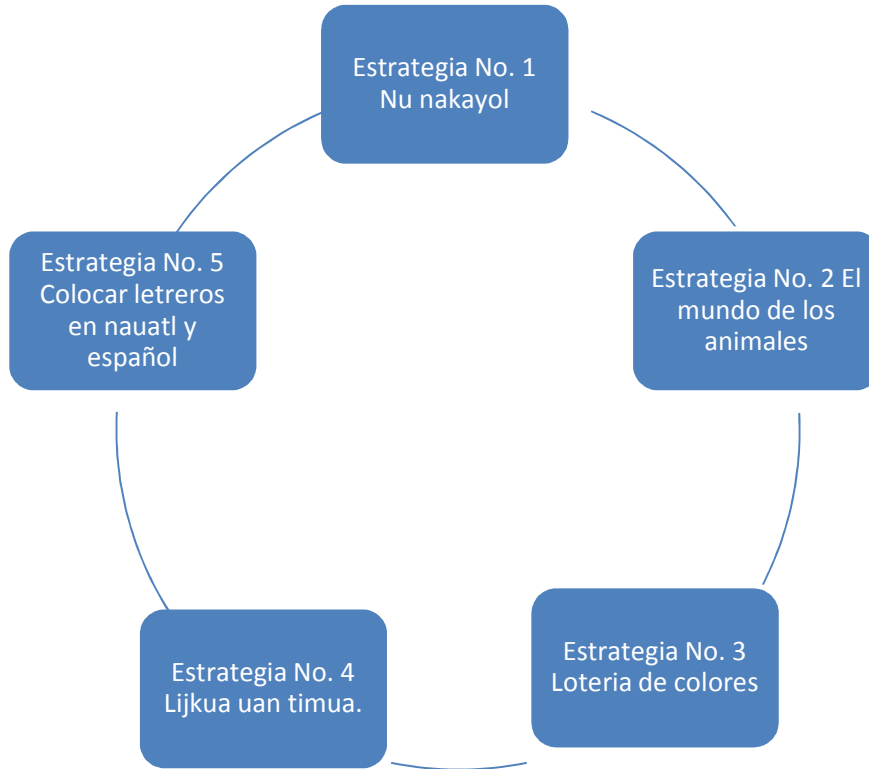 Estrategia No. 1
Nu nakayol
Estrategia No. 2 El
mundo de los
animales
Estrategia No. 3
Loteria de colores
Estrategia No. 4
Lijkua uan timua.
Estrategia No. 5
Colocar letreros
en nauatl y
español